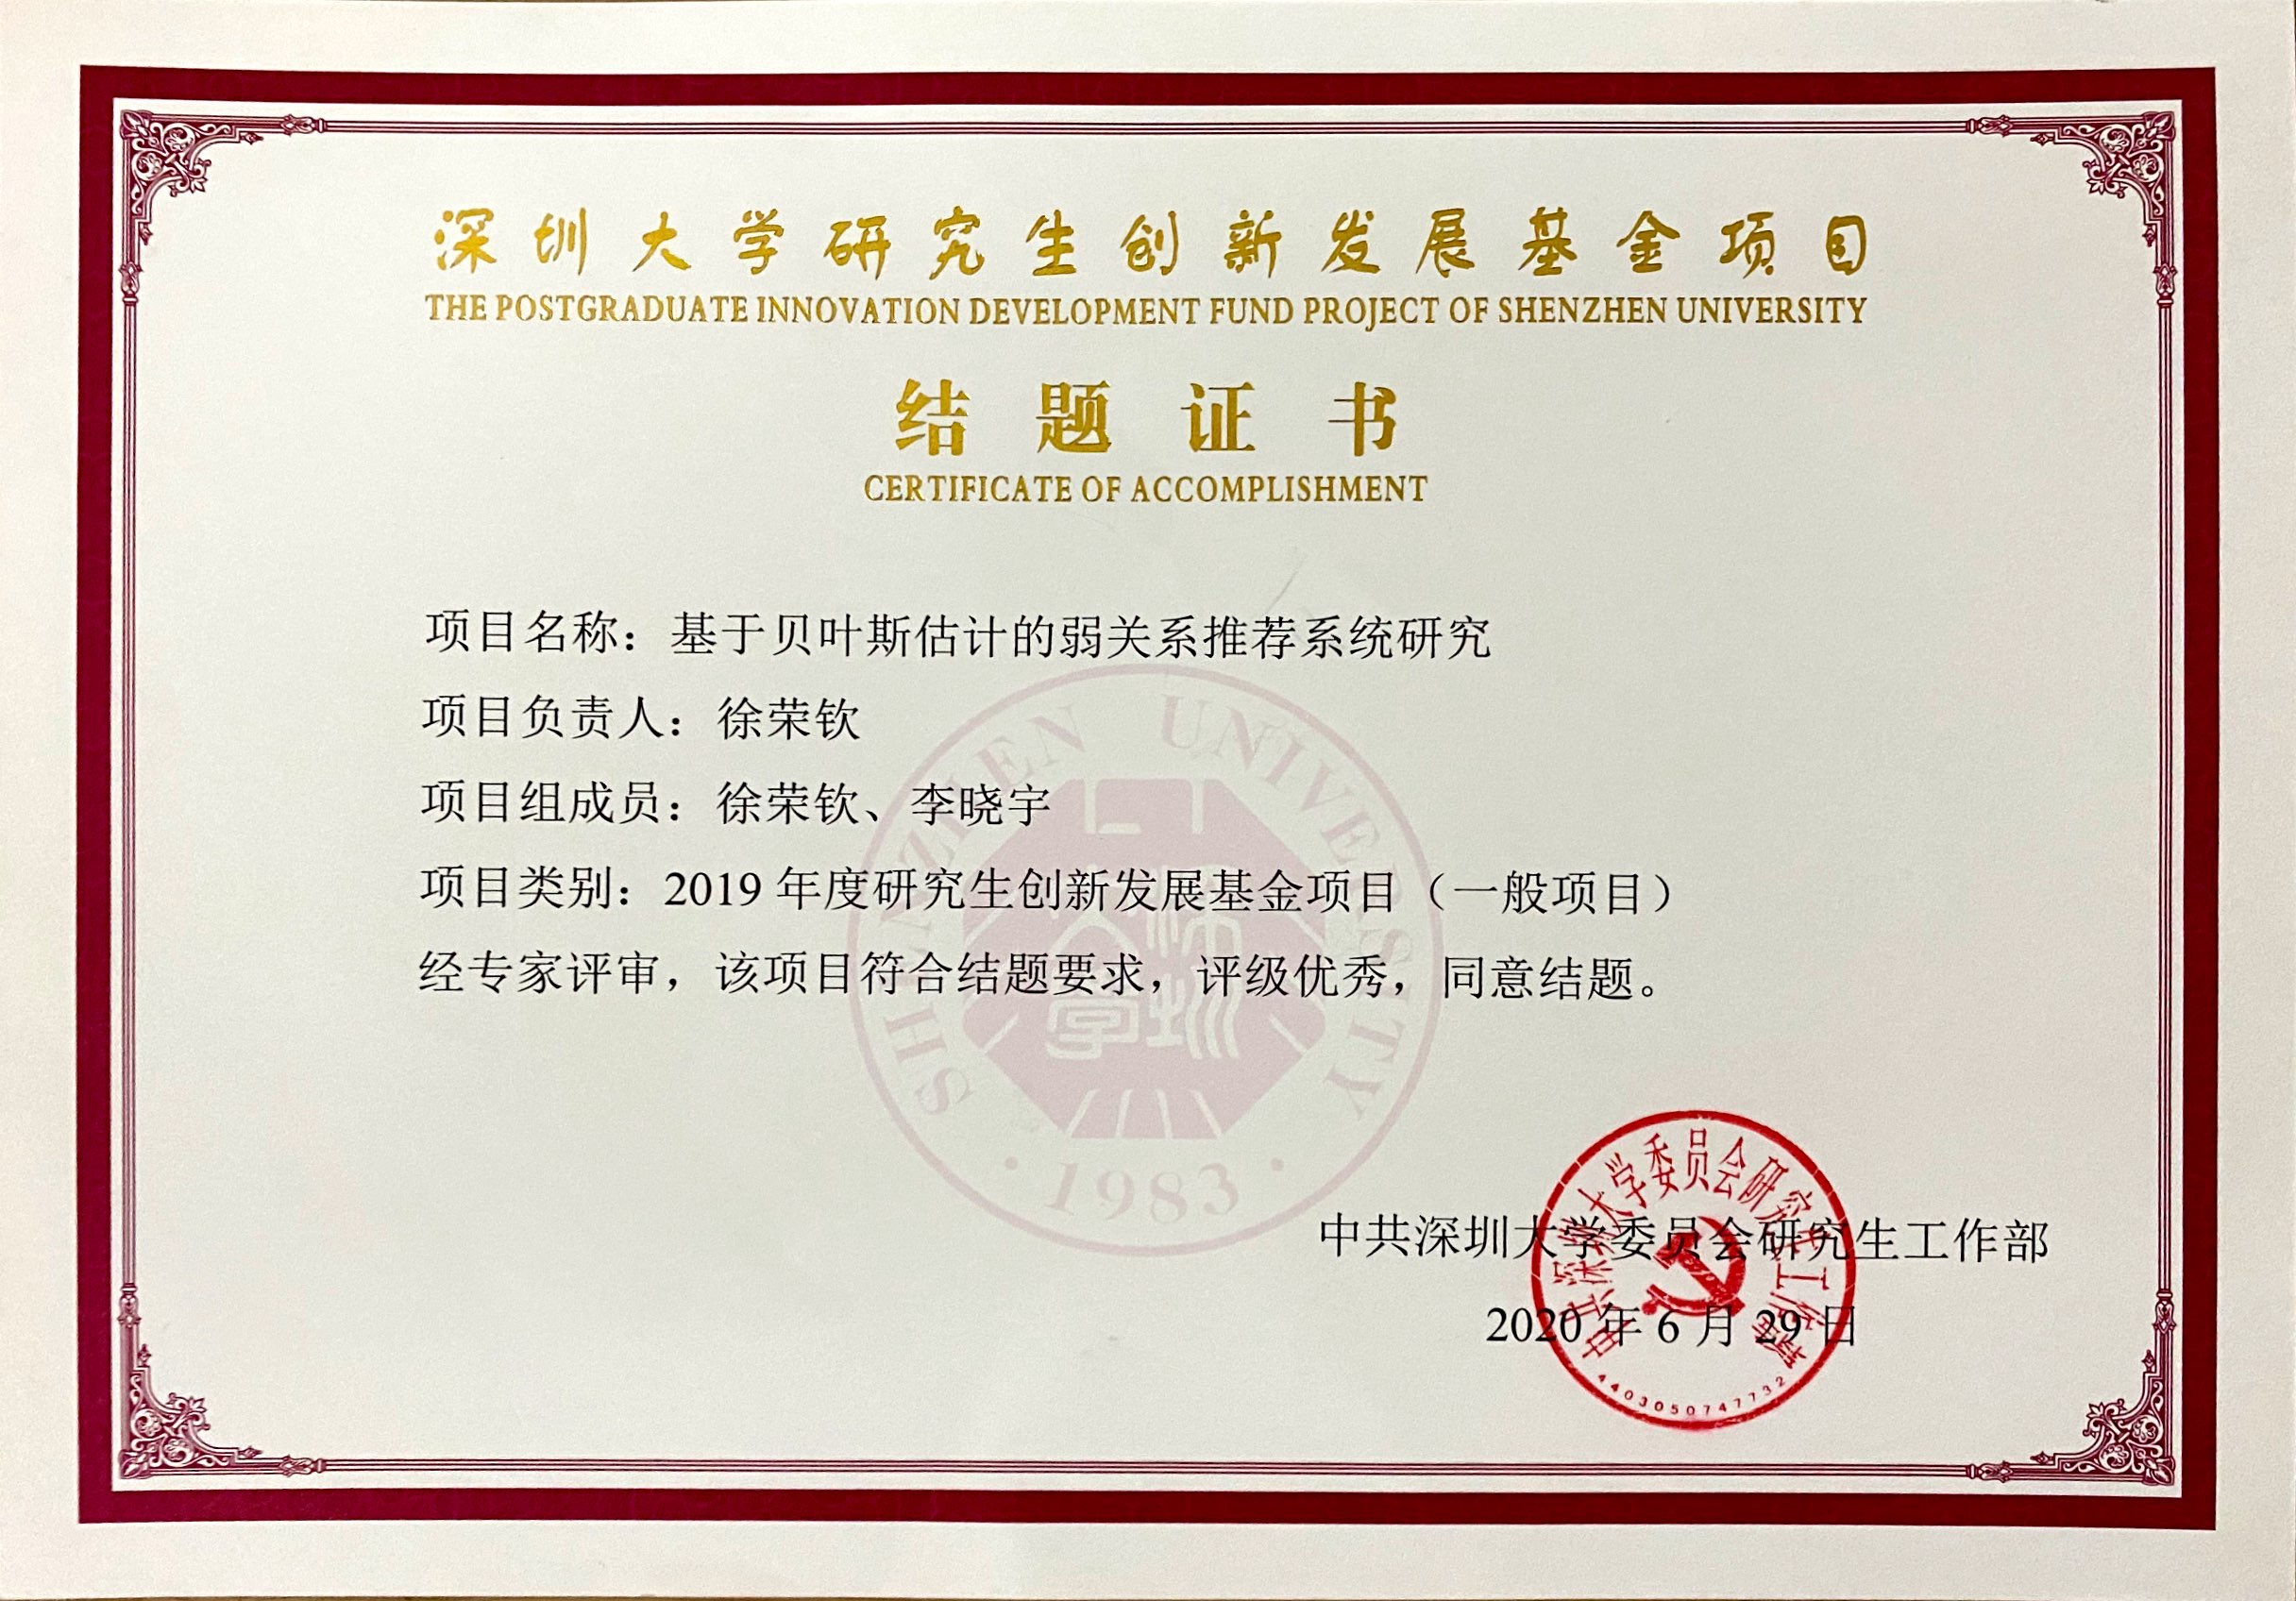 深圳大学研究生创新发展基金项目
THE POSTGRADUATE INNOVATION DEVELOPMENT FUND PROJECT OF SHENZHEN UNIVERSITY
结题证书
CERTIFICATE OF ACCOMPLISHMENT
项目名称：基于贝叶斯估计的弱关系推荐系统研究
项目负责人：徐荣钦
项目组成员：徐荣钦、李晓宇
项目类别：2019 年度研究生创新发展基金项目（一般项目）
经专家评审，该项目符合结题要求，评级优秀，同意结题。
SHENZHEN UNIVERSITY
深圳大学
·1983·
中共深圳大学委员会研究生工作部
2020 年 6 月 29 日
中共深圳大学委员会研究生工作部
4403050747732